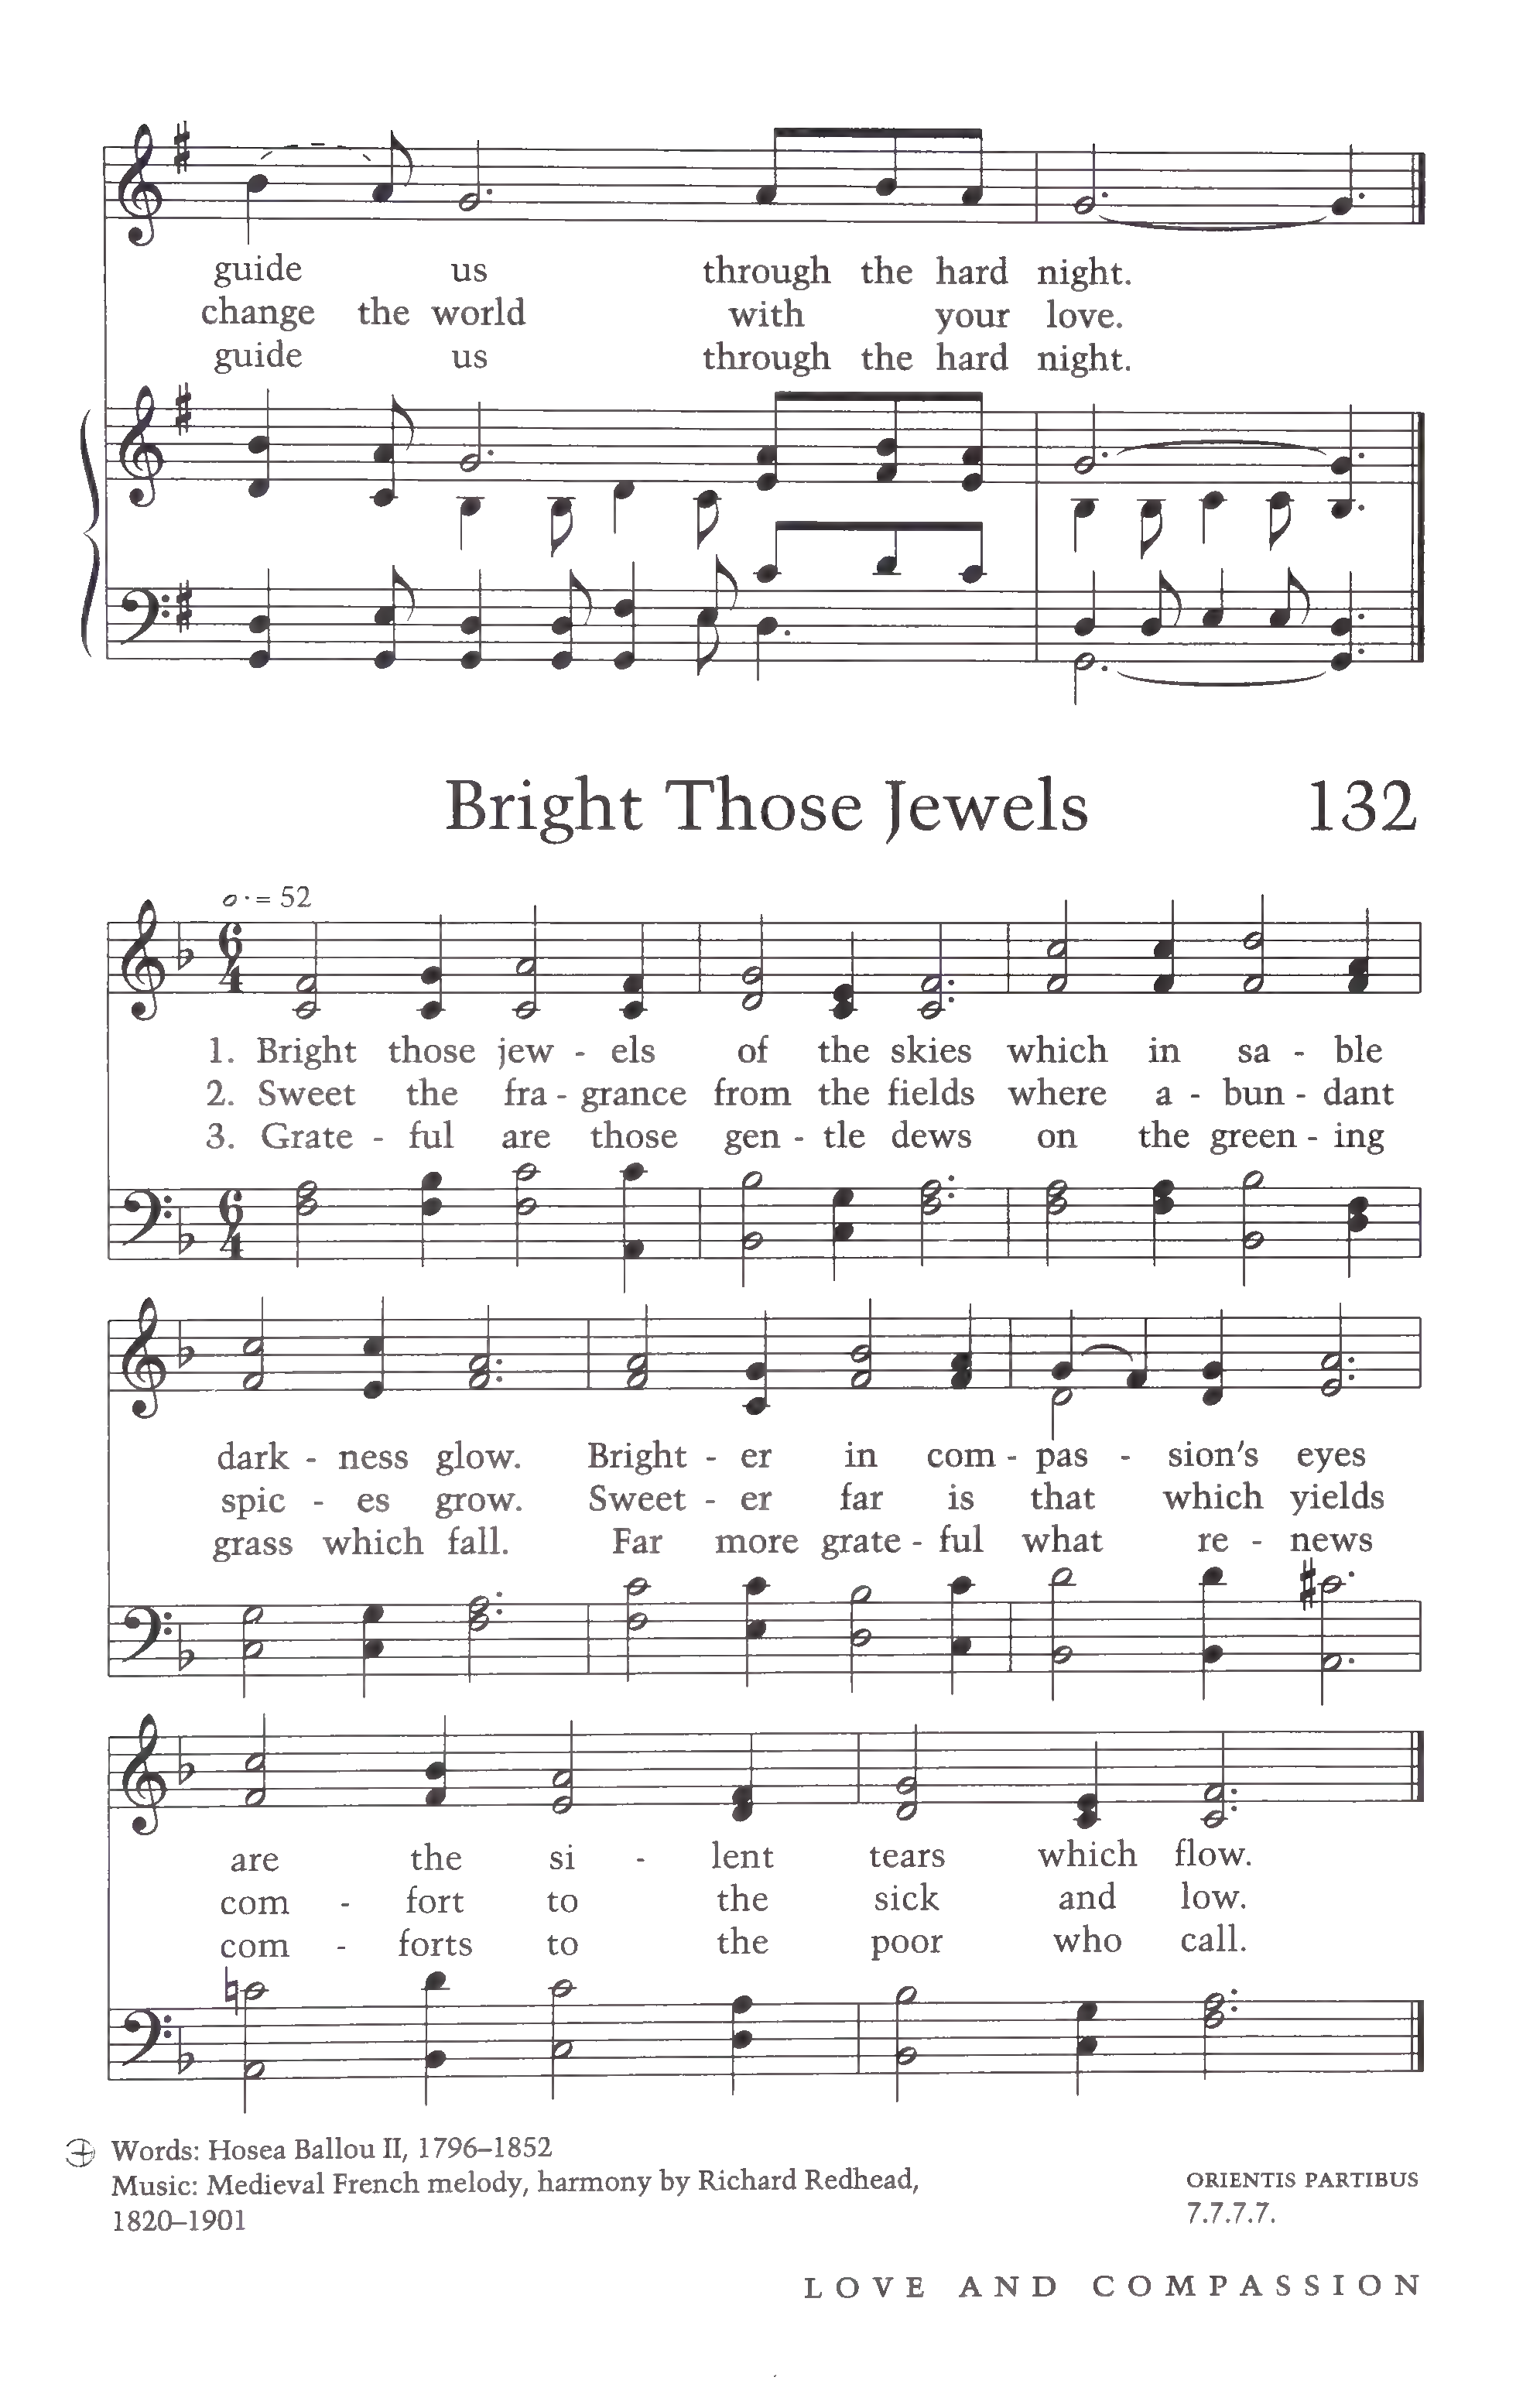 guide us through the hard night.
change the world with your love.
guide us through the hard night.
Bright Those Jewels 132
= 52
1. Bright those jew - els of the skies which in sa - ble
2. Sweet the fra - grance from the fields where a - bun - dant
3. Grate - ful are those gen - tle dews on the green - ing
dark - ness glow. Bright - er in com - pas - sion's eyes
spic - es grow. Sweet - er far is that which yields
grass which fall. Far more grate - ful what re - news
are the si - lent tears which flow.
com - fort to the sick and low.
com - forts to the poor who call.
Words: Hosea Ballou II, 1796–1852
Music: Medieval French melody, harmony by Richard Redhead,
1820–1901
ORIENTIS PARTIBUS
7.7.7.7.
LOVE AND COMPASSION